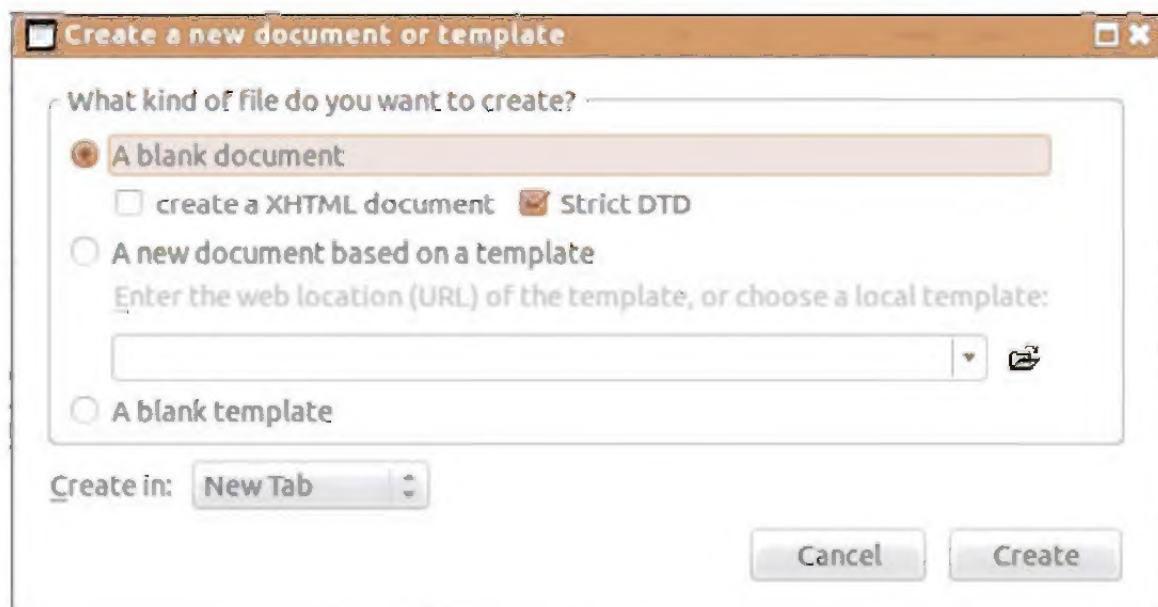 Create a new document or template
What kind of file do you want to create?
A blank document
create a XHTML document Strict DTD
A new document based on a template
Enter the web location (URL) of the template, or choose a local template:
A blank template
Create in: New Tab
Cancel Create